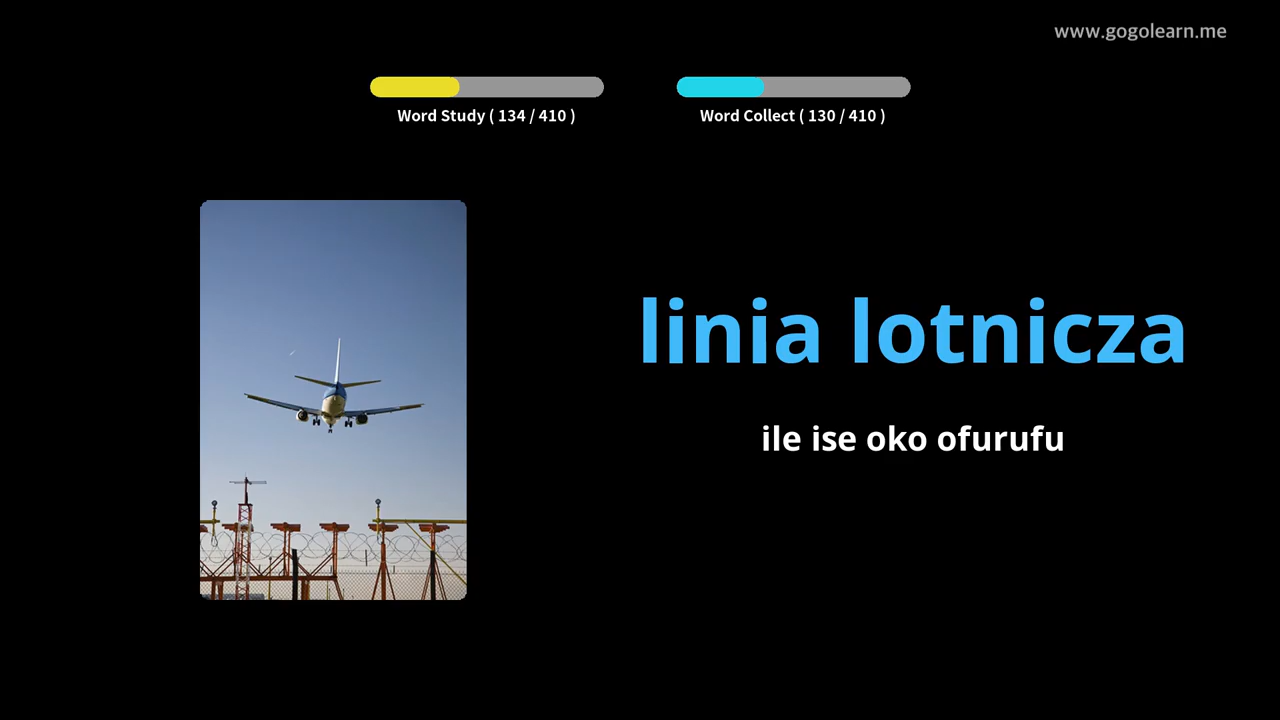 www.gogolearn.me
Word Study ( 134 / 410 )
Word Collect ( 130 / 410 )
linia lotnicza
ile ise oko ofurufu